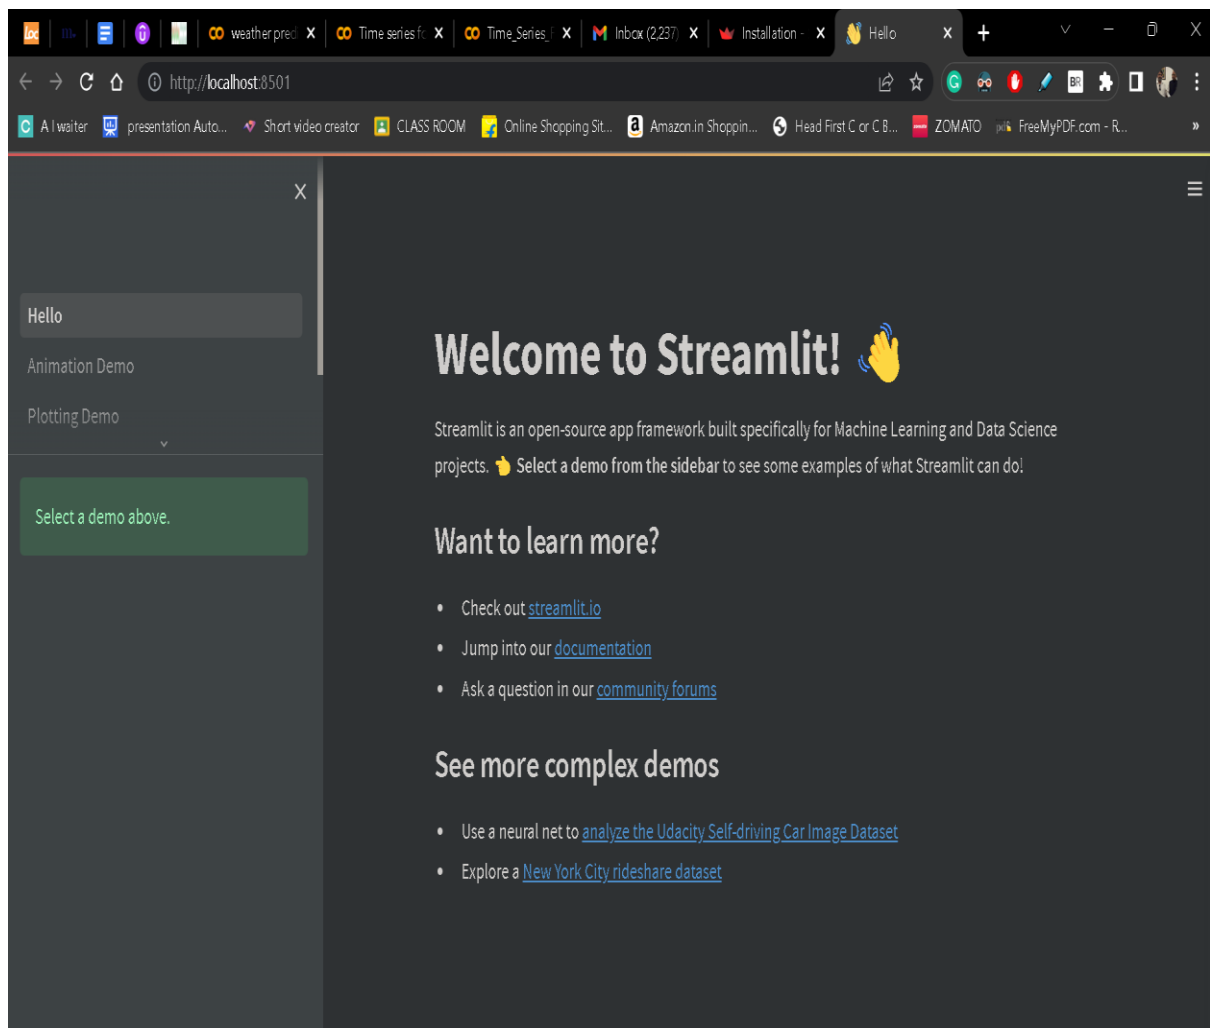 weather pred
Time series fo
Time_Series_F
Inbox (2,237)
Installation -
Hello
http://localhost:8501
A I waiter
presentation Auto...
Short video creator
CLASS ROOM
Online Shopping Sit...
Amazon.in Shoppin...
Head First C or C B...
ZOMATO
FreeMyPDF.com - R...
»
X
Hello
Animation Demo
Plotting Demo
Select a demo above.
Welcome to Streamlit! 👋
Streamlit is an open-source app framework built specifically for Machine Learning and Data Science
projects. 👈 Select a demo from the sidebar to see some examples of what Streamlit can do!
Want to learn more?
• Check out streamlit.io
• Jump into our documentation
• Ask a question in our community forums
See more complex demos
• Use a neural net to analyze the Udacity Self-driving Car Image Dataset
• Explore a New York City rideshare dataset